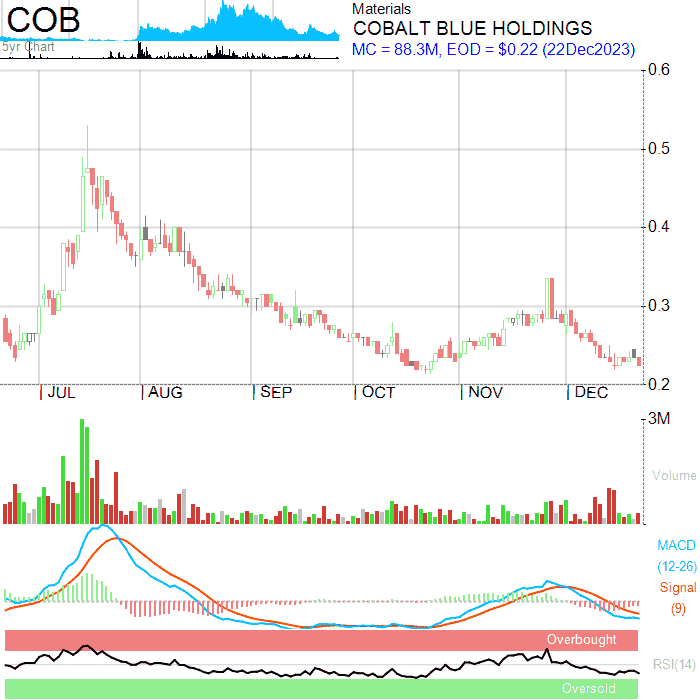 COB
5yr Chart
Materials
COBALT BLUE HOLDINGS
MC = 88.3M, EOD = $0.22 (22Dec2023)
0.6
0.5
0.4
0.3
0.2
JUL AUG SEP OCT NOV DEC
3M
Volume
MACD
(12-26)
Signal
(9)
Overbought
RSI(14)
Oversold